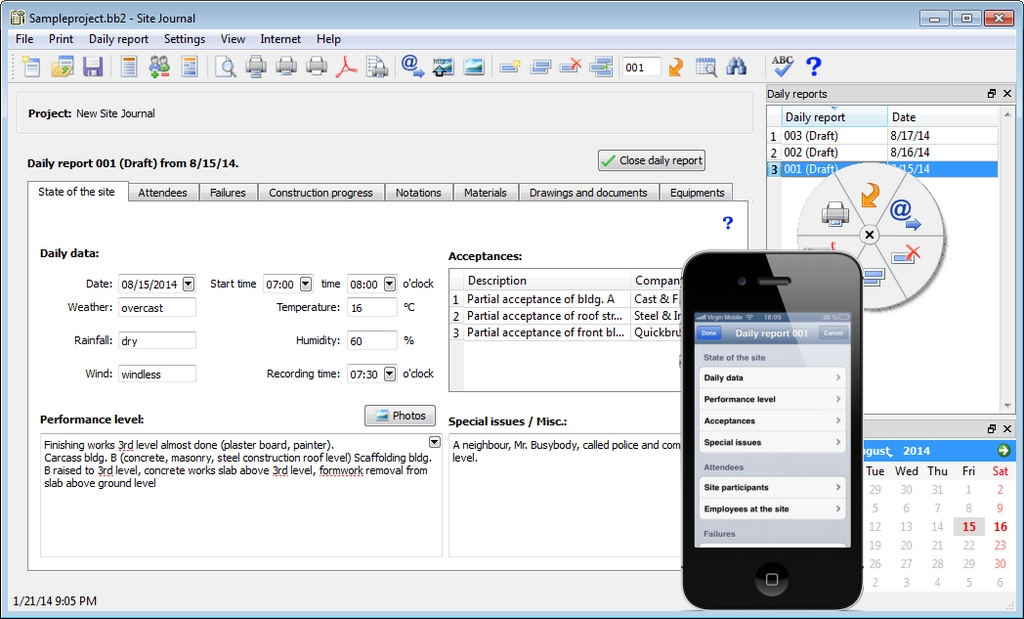 Sampleproject.bb2 - Site Journal
File Print Daily report Settings View Internet Help
http
001
ABC
?
Project: New Site Journal
Daily report 001 (Draft) from 8/15/14.
Close daily report
State of the site Attendees Failures Construction progress Notations Materials Drawings and documents Equipments
?
Daily data:
Date: 08/15/2014 Start time 07:00 time 08:00 o'clock
Weather: overcast Temperature: 16 °C
Rainfall: dry Humidity: 60 %
Wind: windless Recording time: 07:30 o'clock
Acceptances:
Description Compan
1 Partial acceptance of bldg. A Cast & F
2 Partial acceptance of roof str... Steel & I
3 Partial acceptance of front bl... Quickbru
Performance level:
Photos
Finishing works 3rd level almost done (plaster board, painter).
Carcass bldg. B (concrete, masonry, steel construction roof level) Scaffolding bldg.
B raised to 3rd level, concrete works slab above 3rd level, formwork removal from
slab above ground level
Special issues / Misc.:
A neighbour, Mr. Busybody, called police and com
level.
Daily reports
Daily report Date
1 003 (Draft) 8/17/14
2 002 (Draft) 8/16/14
3 001 (Draft) 8/15/14
@
Virgin Mobile 18:05 20 %
Done Daily report 001 Cancel
State of the site
Daily data
Performance level
Acceptances
Special issues
Attendees
Site participants
Employees at the site
Failures
ugust, 2014
Tue Wed Thu Fri Sat
29 30 31 1 2
5 6 7 8 9
12 13 14 15 16
19 20 21 22 23
26 27 28 29 30
2 3 4 5 6
1/21/14 9:05 PM